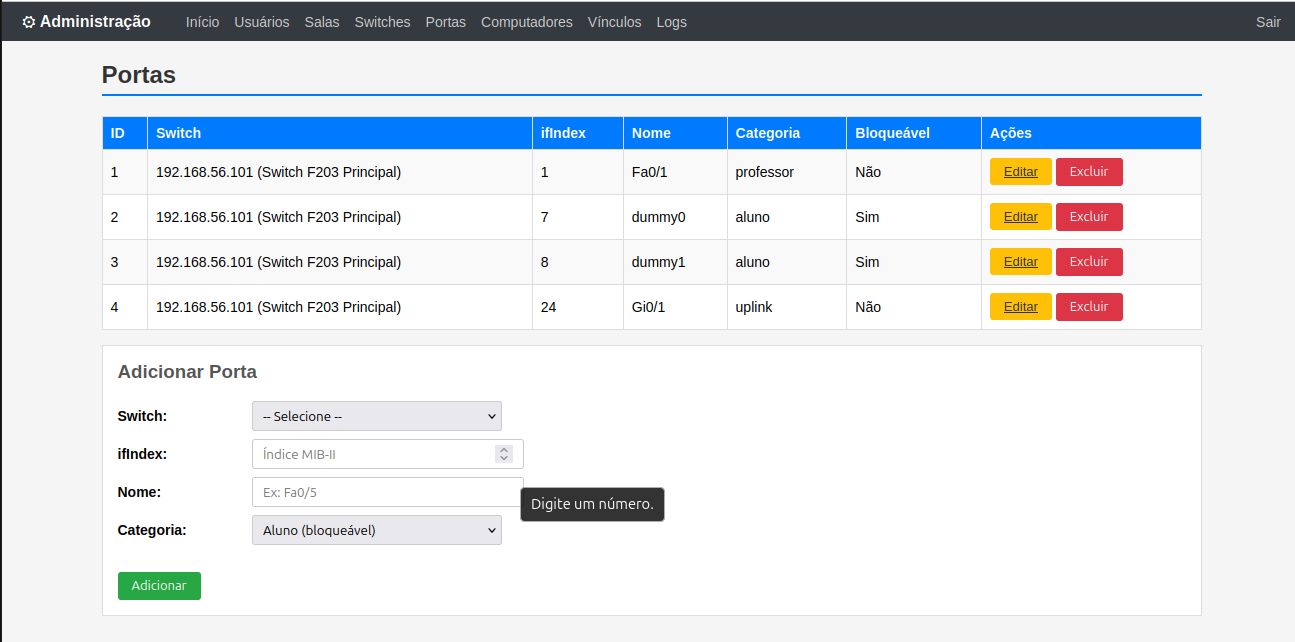 ⚙ Administração Início Usuários Salas Switches Portas Computadores Vínculos Logs Sair
Portas
ID Switch ifIndex Nome Categoria Bloqueável Ações
1 192.168.56.101 (Switch F203 Principal) 1 Fa0/1 professor Não Editar Excluir
2 192.168.56.101 (Switch F203 Principal) 7 dummy0 aluno Sim Editar Excluir
3 192.168.56.101 (Switch F203 Principal) 8 dummy1 aluno Sim Editar Excluir
4 192.168.56.101 (Switch F203 Principal) 24 Gi0/1 uplink Não Editar Excluir
Adicionar Porta
Switch: -- Selecione --
ifIndex: Índice MIB-II
Nome: Ex: Fa0/5
Digite um número.
Categoria: Aluno (bloqueável)
Adicionar